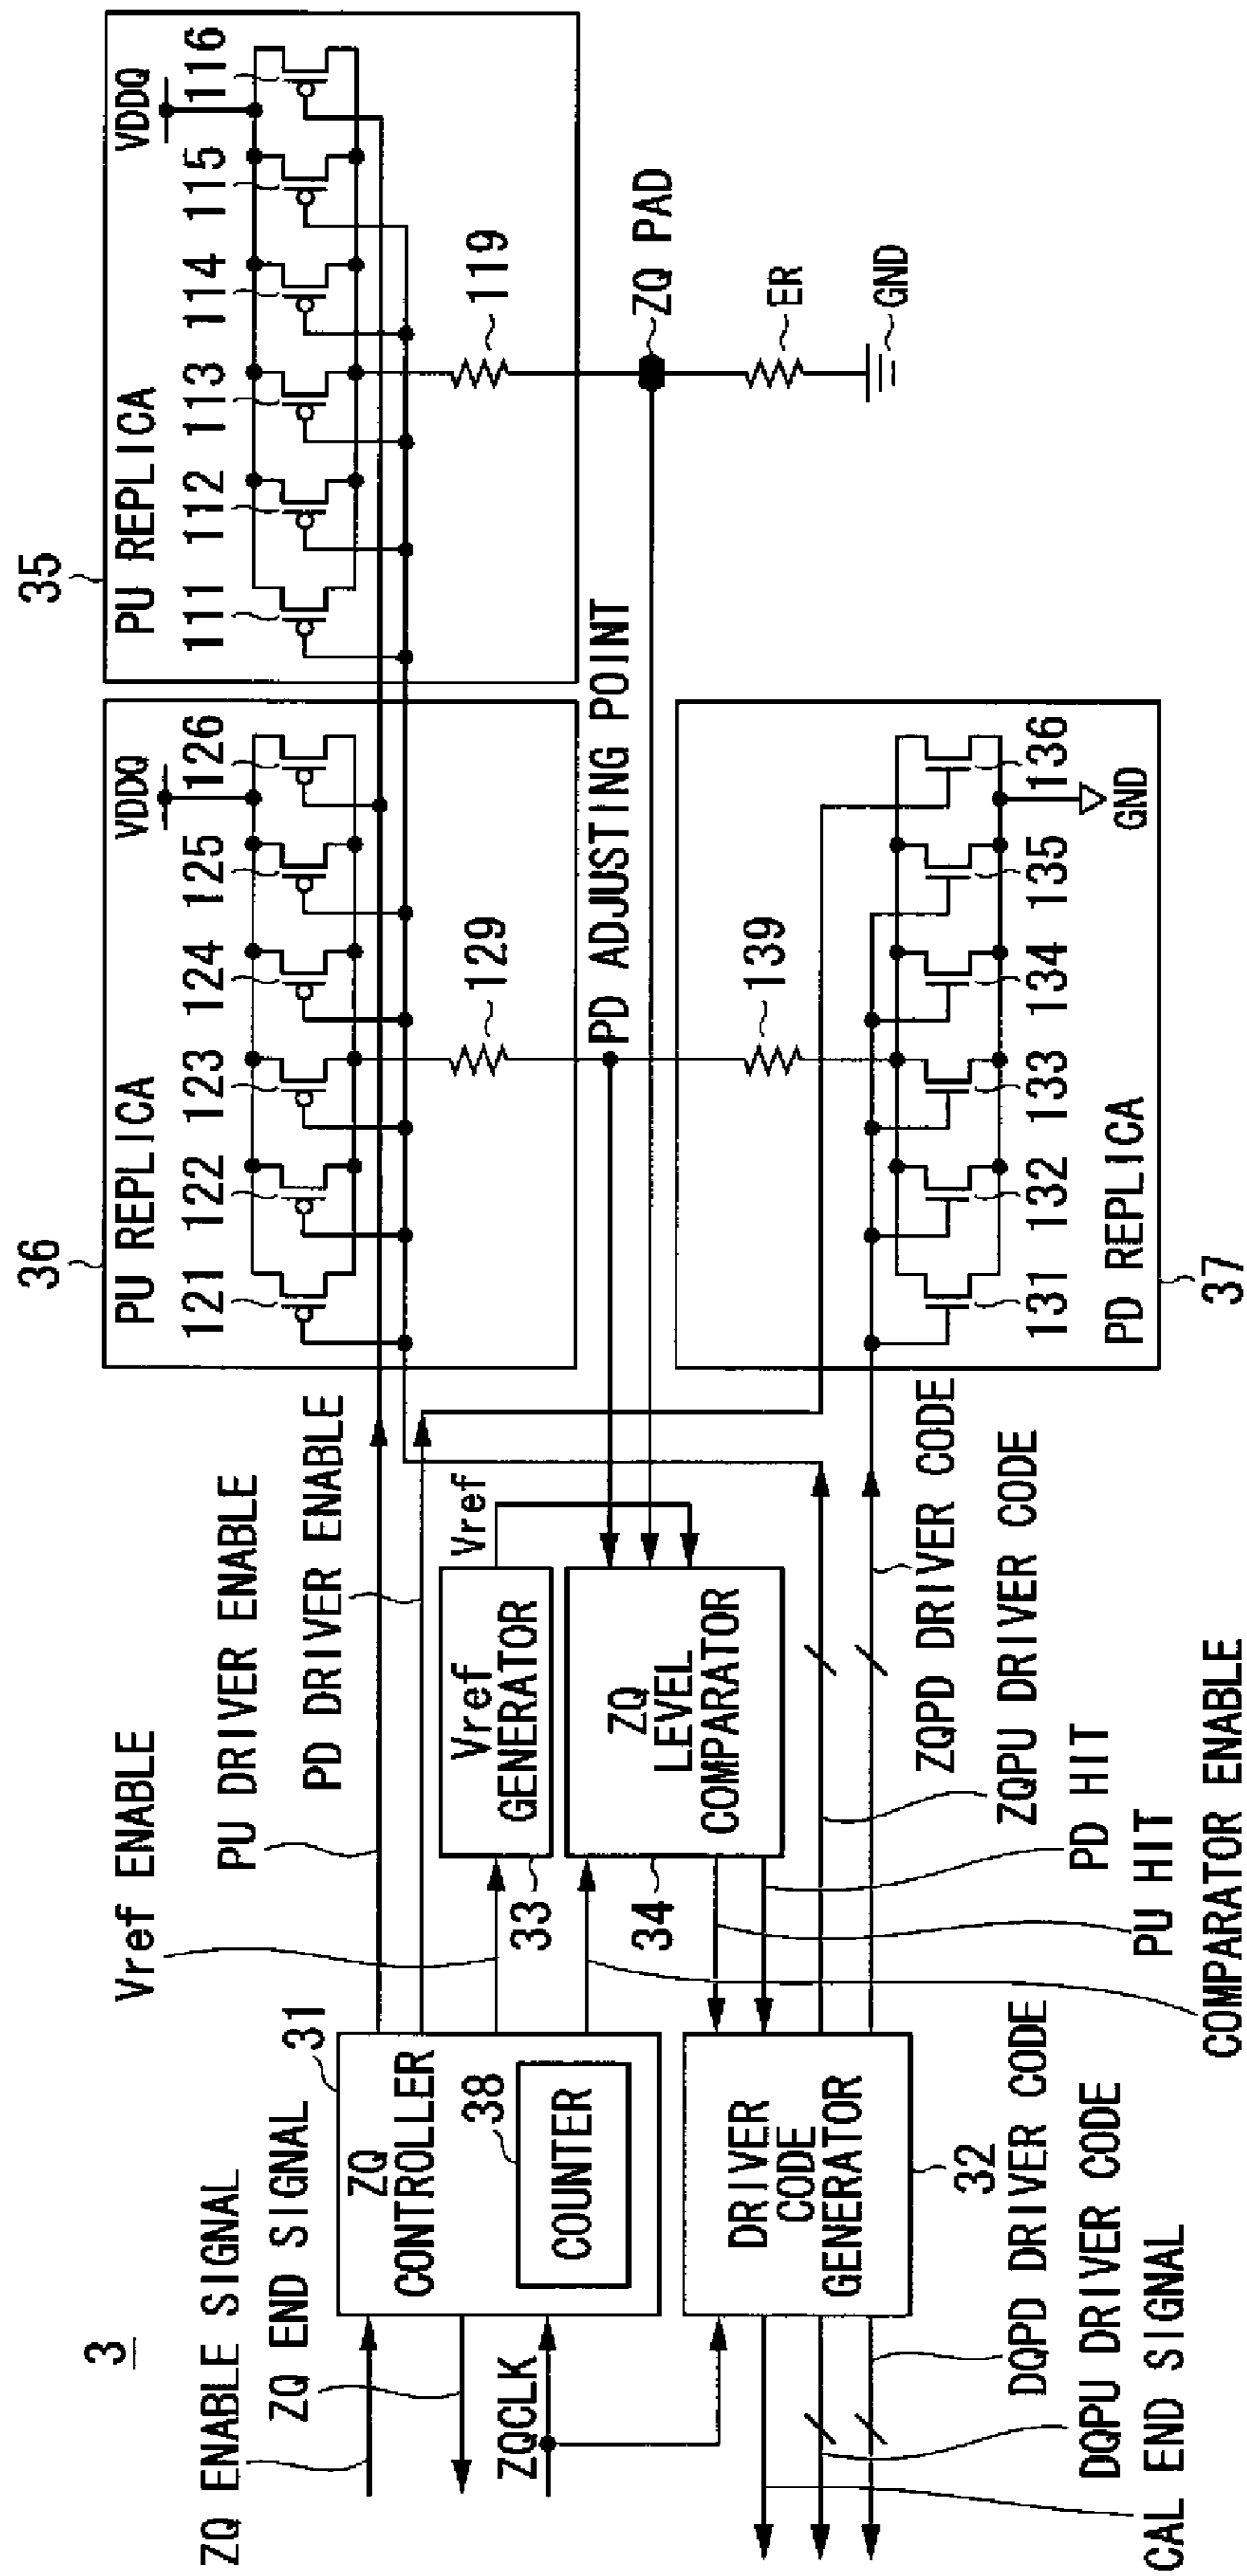 3
ZQ ENABLE SIGNAL
ZQ END SIGNAL
ZQCLK
31
ZQ
CONTROLLER
38
COUNTER
DRIVER
CODE
GENERATOR
32
DQPD DRIVER CODE
DQPU DRIVER CODE
CAL END SIGNAL
Vref ENABLE
PU DRIVER ENABLE
PD DRIVER ENABLE
Vref
GENERATOR
33
Vref
ZQ
LEVEL
COMPARATOR
34
ZQPD DRIVER CODE
ZQPU DRIVER CODE
PD HIT
PU HIT
COMPARATOR ENABLE
36
PU REPLICA
VDDQ
121
122
123
124
125
126
129
PD ADJUSTING POINT
139
131
132
133
134
135
136
GND
PD REPLICA
37
35
PU REPLICA
VDDQ
111
112
113
114
115
116
119
ZQ PAD
ER
GND